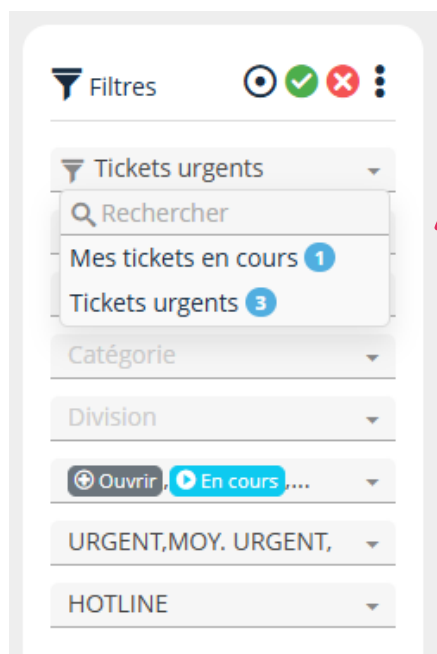 Filtres
Tickets urgents
Rechercher
Mes tickets en cours 1
Tickets urgents 3
Catégorie
Division
Ouvrir, En cours,...
URGENT,MOY. URGENT,
HOTLINE